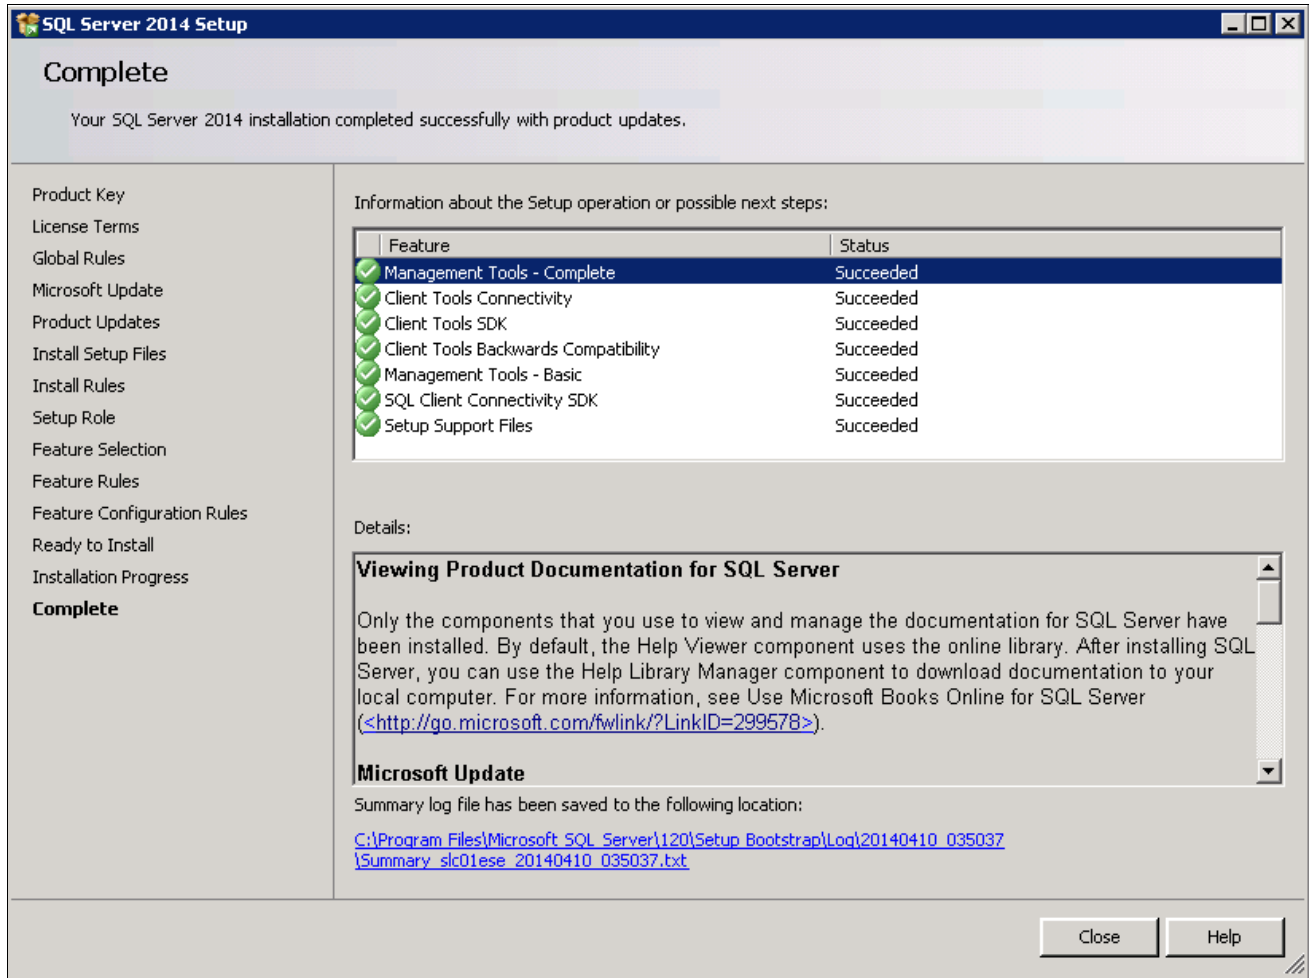 SQL Server 2014 Setup
Complete
Your SQL Server 2014 installation completed successfully with product updates.
Product Key
License Terms
Global Rules
Microsoft Update
Product Updates
Install Setup Files
Install Rules
Setup Role
Feature Selection
Feature Rules
Feature Configuration Rules
Ready to Install
Installation Progress
Complete
Information about the Setup operation or possible next steps:
Feature Status
Management Tools - Complete Succeeded
Client Tools Connectivity Succeeded
Client Tools SDK Succeeded
Client Tools Backwards Compatibility Succeeded
Management Tools - Basic Succeeded
SQL Client Connectivity SDK Succeeded
Setup Support Files Succeeded
Details:
Viewing Product Documentation for SQL Server
Only the components that you use to view and manage the documentation for SQL Server have
been installed. By default, the Help Viewer component uses the online library. After installing SQL
Server, you can use the Help Library Manager component to download documentation to your
local computer. For more information, see Use Microsoft Books Online for SQL Server
(<http://go.microsoft.com/fwlink/?LinkID=299578>).
Microsoft Update
Summary log file has been saved to the following location:
C:\Program Files\Microsoft SQL Server\120\Setup Bootstrap\Log\20140410_035037
\Summary_slc01ese_20140410_035037.txt
Close Help